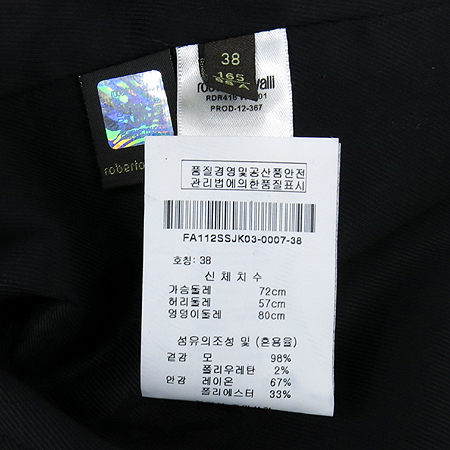 38
165
66 A
RDR416
01
PROD-12-367
roberto
품질경영및공산품안전
관리법에의한품질표시
FA112SSJK03-0007-38
호칭: 38
신체치수
가슴둘레 72cm
허리둘레 57cm
엉덩이둘레 80cm
섬유의조성 및 (혼용율)
겉감 모 98%
폴리우레탄 2%
안감 레이온 67%
폴리에스터 33%